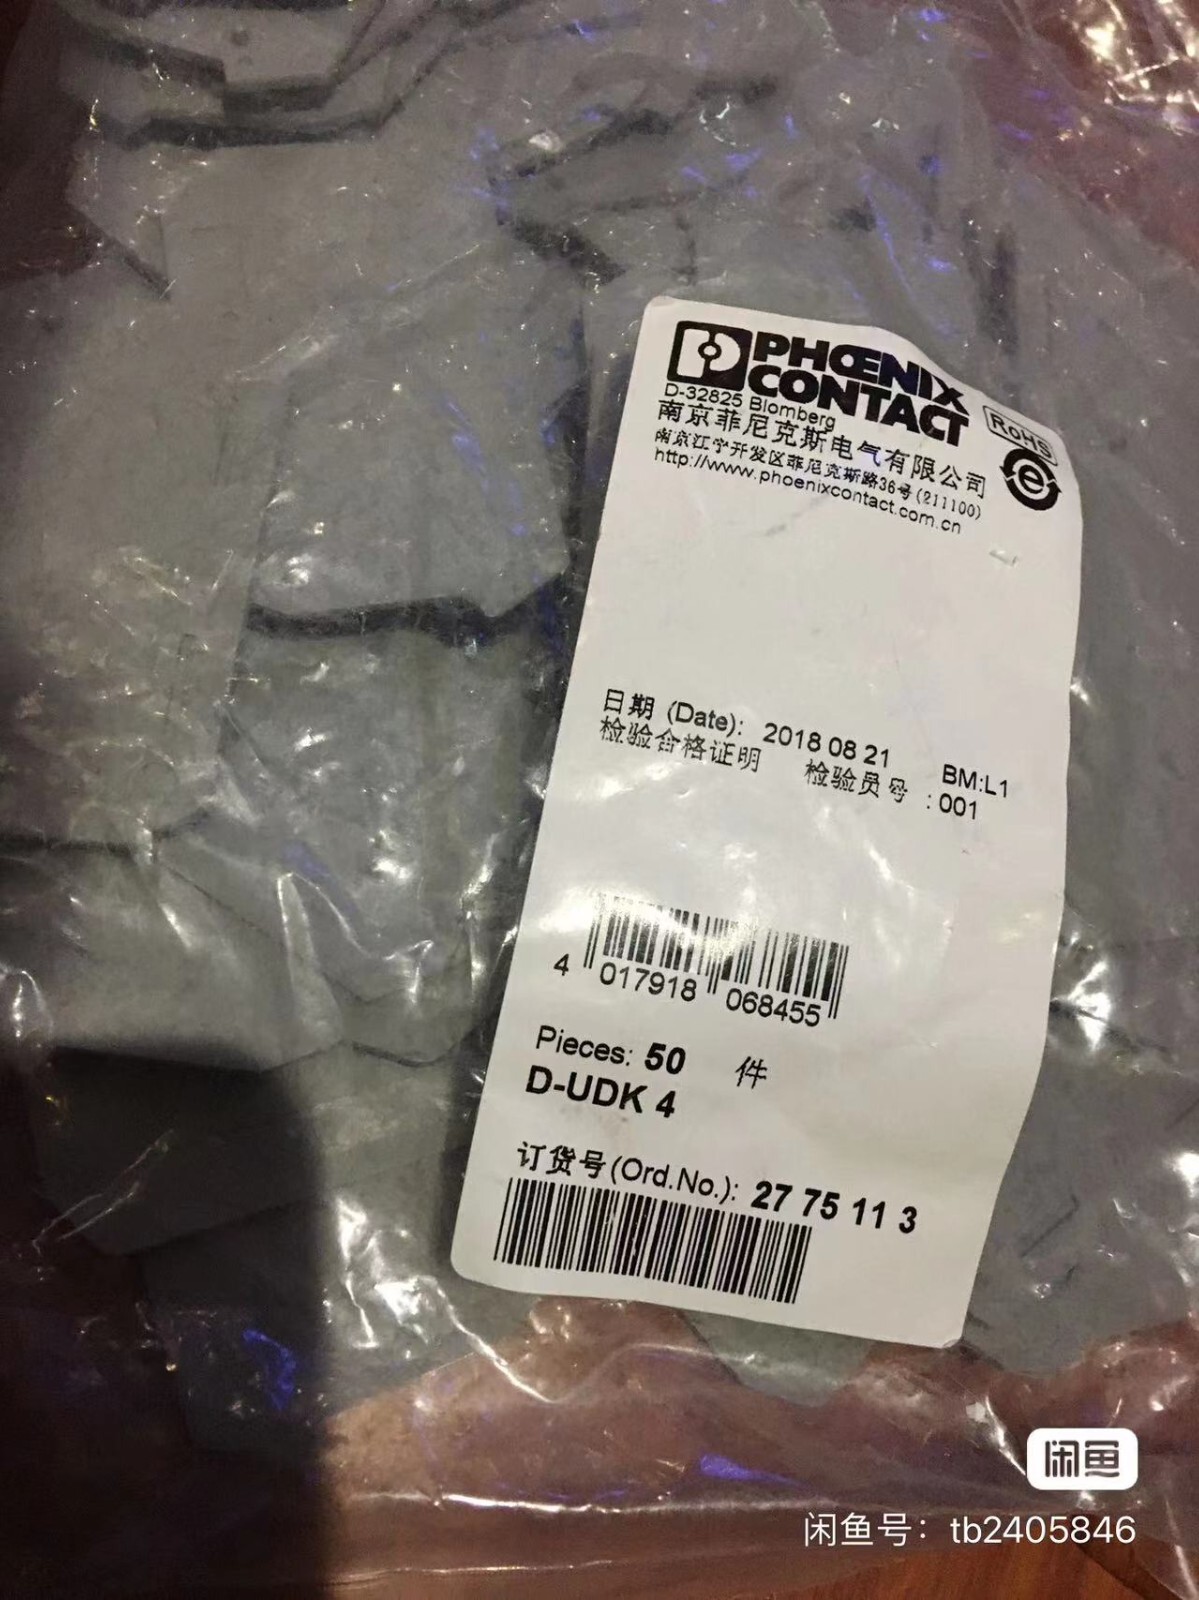 PHOENIX
CONTACT
RoHS
D-32825 Blomberg
南京菲尼克斯电气有限公司
e
南京江宁开发区菲尼克斯路36号(211100)
http://www.phoenixcontact.com.cn
日期 (Date): 2018 08 21 BM:L1
检验合格证明 检验员号 :001
4 017918 068455
Pieces: 50 件
D-UDK 4
订货号(Ord.No.): 27 75 11 3
闲鱼
闲鱼号：tb2405846